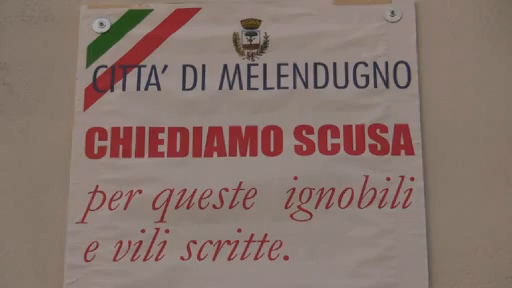 CITTA' DI MELENDUGNO
CHIEDIAMO SCUSA
per queste ignobili
e vili scritte.